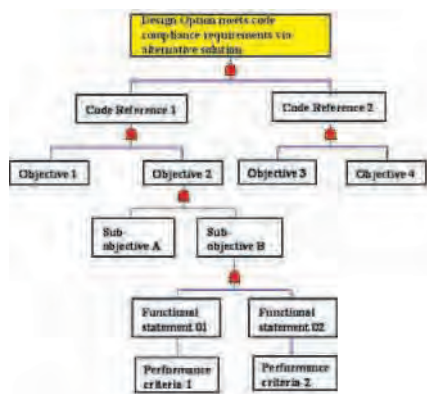 Design Option meets code
compliance requirements via
alternative solution
Code Reference 1
Code Reference 2
Objective 1
Objective 2
Objective 3
Objective 4
Sub-
objective A
Sub-
objective B
Functional
statement 01
Functional
statement 02
Performance
criteria 1
Performance
criteria 2